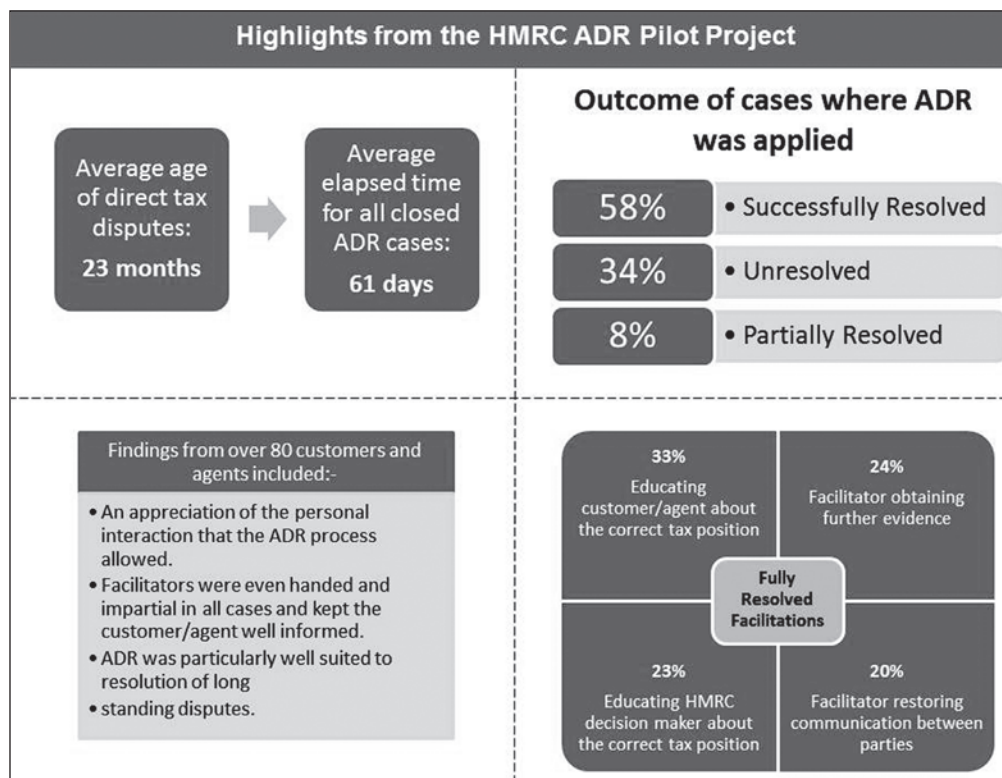 Highlights from the HMRC ADR Pilot Project
Average age
of direct tax
disputes:
23 months
Average
elapsed time
for all closed
ADR cases:
61 days
Outcome of cases where ADR
was applied
58%
• Successfully Resolved
34%
• Unresolved
8%
• Partially Resolved
Findings from over 80 customers and
agents included:-
• An appreciation of the personal
interaction that the ADR process
allowed.
• Facilitators were even handed and
impartial in all cases and kept the
customer/agent well informed.
• ADR was particularly well suited to
resolution of long
• standing disputes.
33%
Educating
customer/agent about
the correct tax position
24%
Facilitator obtaining
further evidence
Fully
Resolved
Facilitations
23%
Educating HMRC
decision maker about
the correct tax position
20%
Facilitator restoring
communication between
parties